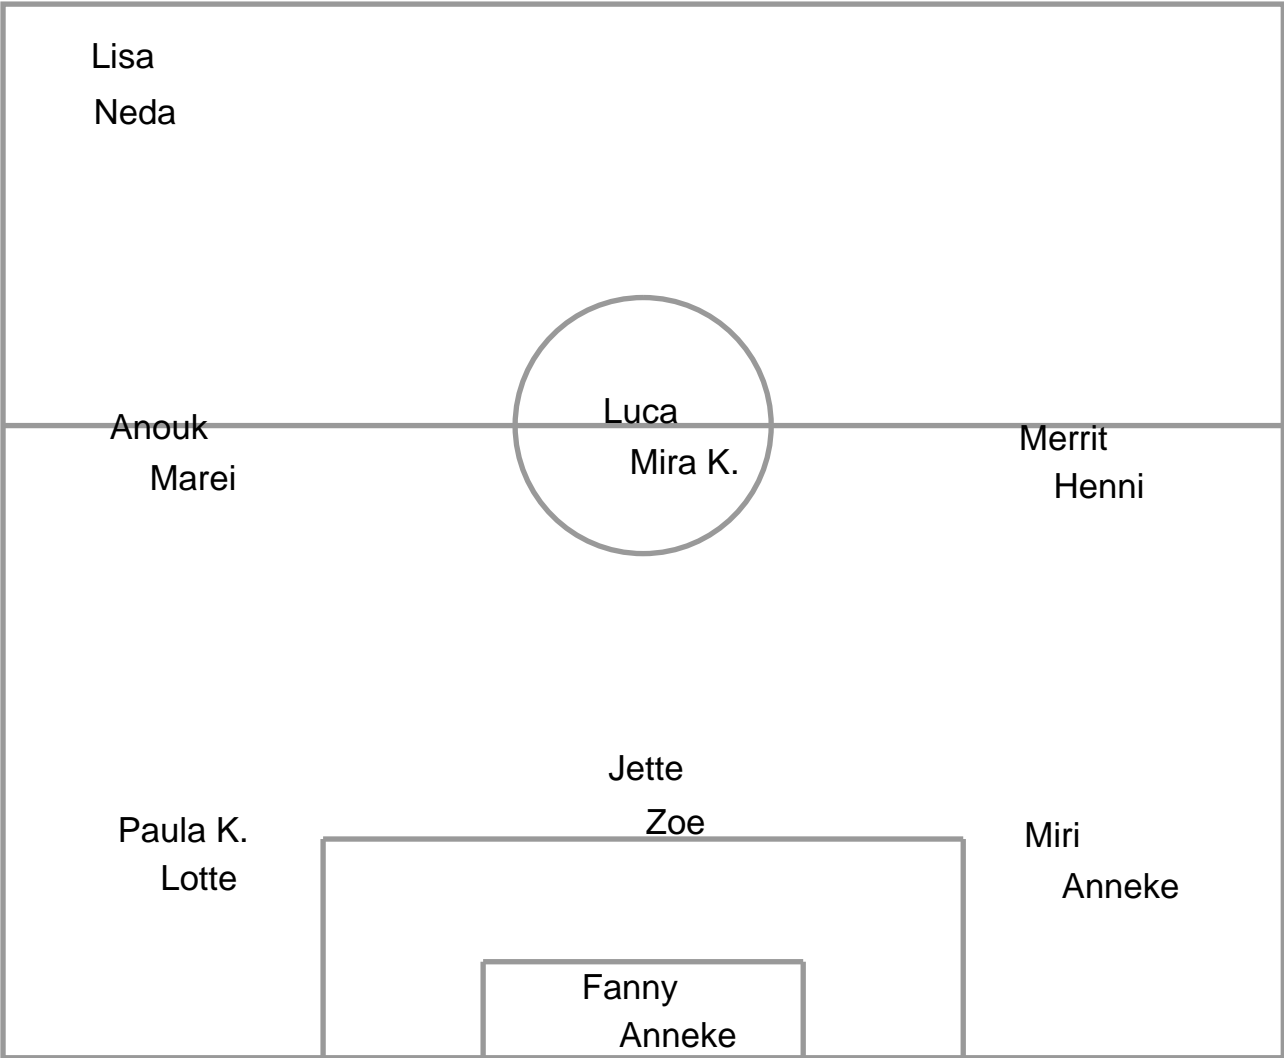 Lisa
Neda
Anouk
Luca
Merrit
Marei
Mira K.
Henni
Jette
Zoe
Paula K.
Miri
Lotte
Anneke
Fanny
Anneke